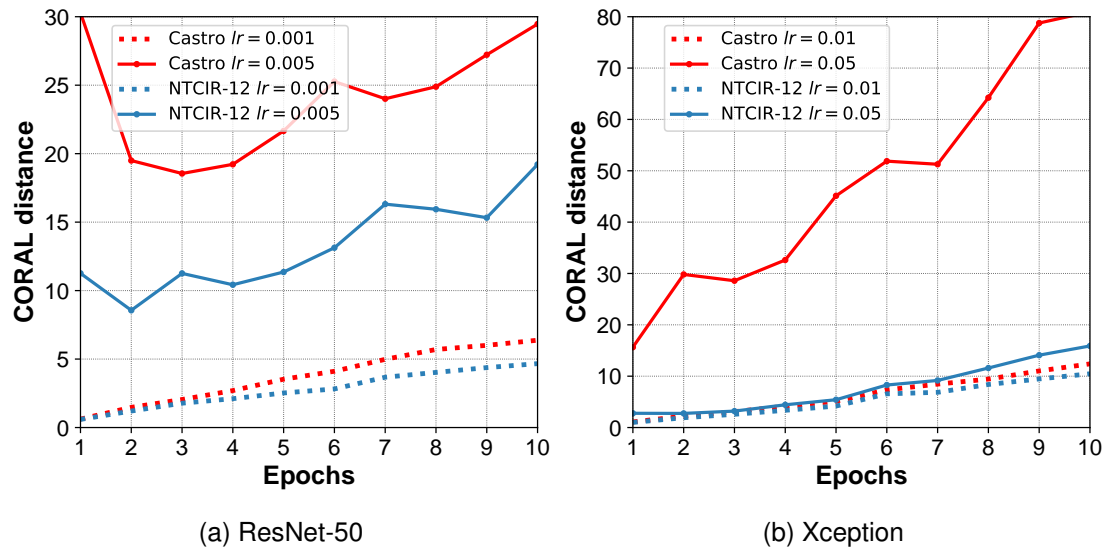 30
25
20
15
10
5
0
CORAL distance
Castro lr = 0.001
Castro lr = 0.005
NTCIR-12 lr = 0.001
NTCIR-12 lr = 0.005
1 2 3 4 5 6 7 8 9 10
Epochs
(a) ResNet-50
80
70
60
50
40
30
20
10
0
CORAL distance
Castro lr = 0.01
Castro lr = 0.05
NTCIR-12 lr = 0.01
NTCIR-12 lr = 0.05
1 2 3 4 5 6 7 8 9 10
Epochs
(b) Xception